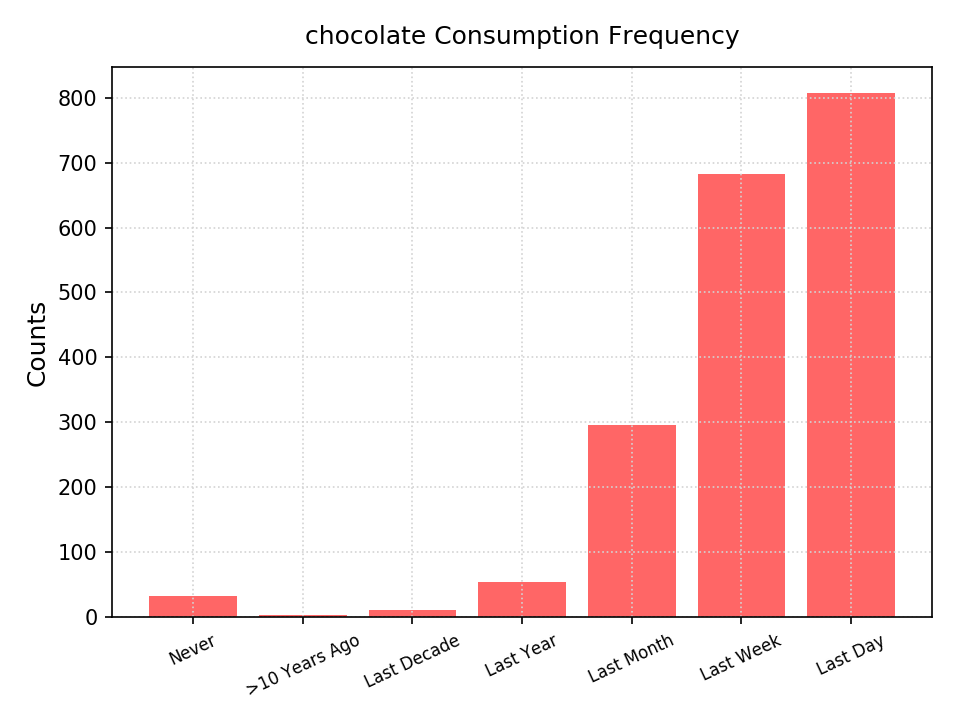 chocolate Consumption Frequency
Counts
800
700
600
500
400
300
200
100
0
Never
>10 Years Ago
Last Decade
Last Year
Last Month
Last Week
Last Day